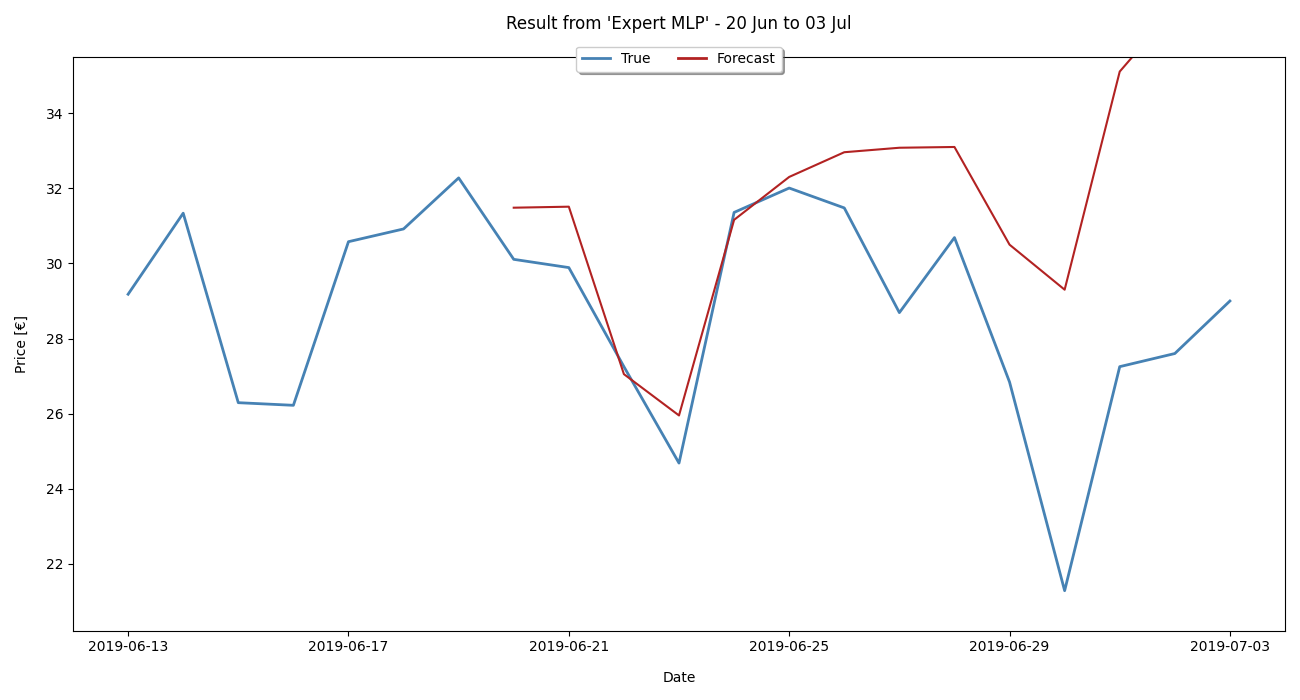 Result from 'Expert MLP' - 20 Jun to 03 Jul
True
Forecast
Price [€]
34
32
30
28
26
24
22
2019-06-13
2019-06-17
2019-06-21
2019-06-25
2019-06-29
2019-07-03
Date